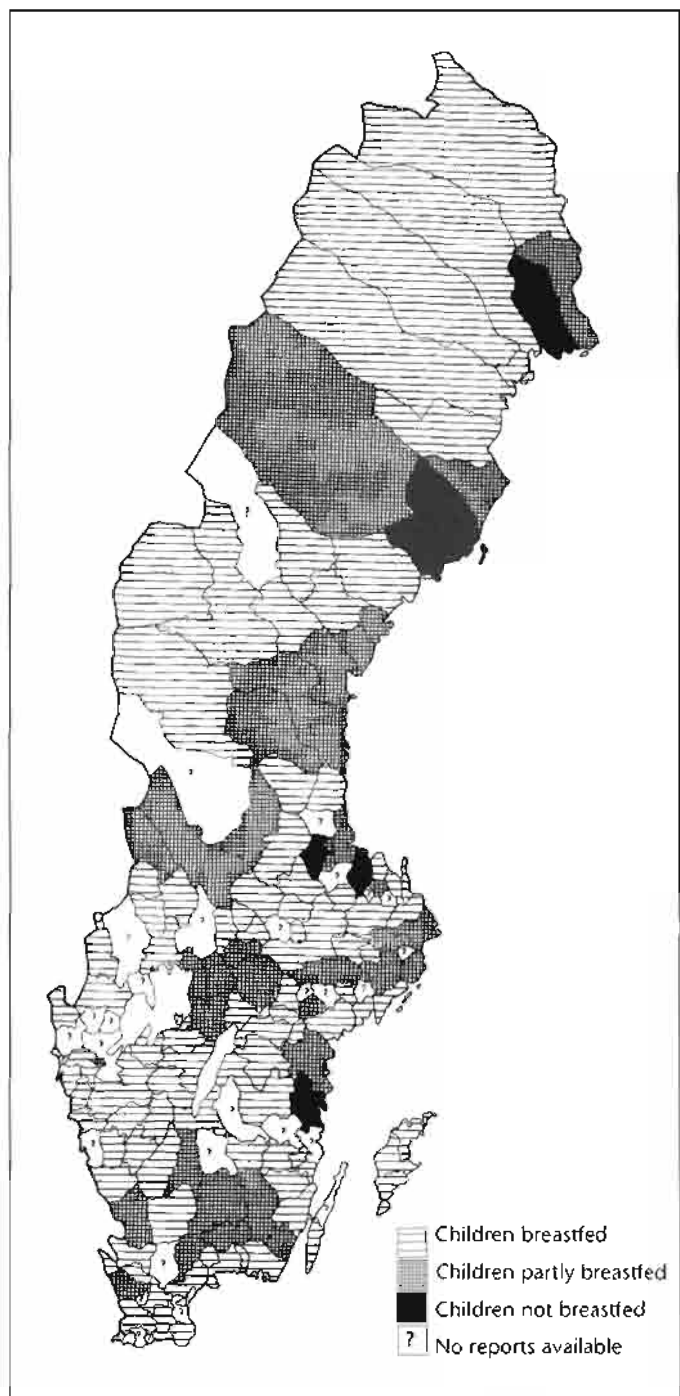 Children breastfed
Children partly breastfed
Children not breastfed
? No reports available